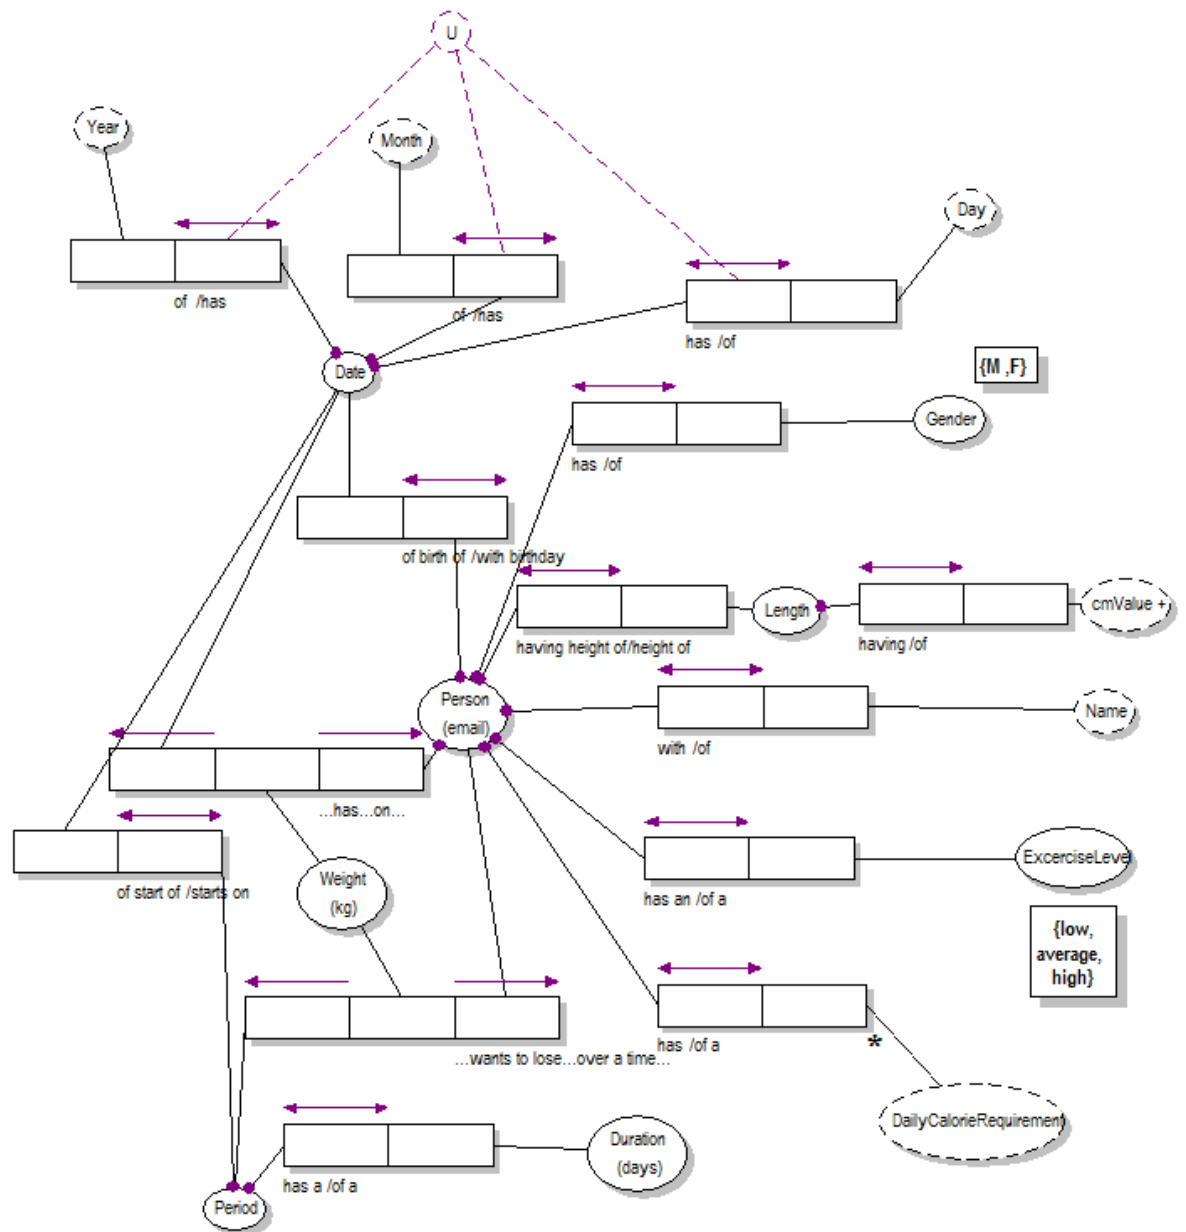 U
Year
Month
Day
of /has
of /has
has /of
Date
{M ,F}
Gender
has /of
of birth of /with birthday
Length
cmValue +
having height of/height of
having /of
Person
(email)
Name
with /of
...has...on...
of start of /starts on
Weight
(kg)
ExcerciseLevel
has an /of a
{low,
average,
high}
...wants to lose...over a time...
has /of a
*
DailyCalorieRequirement
Duration
(days)
has a /of a
Period